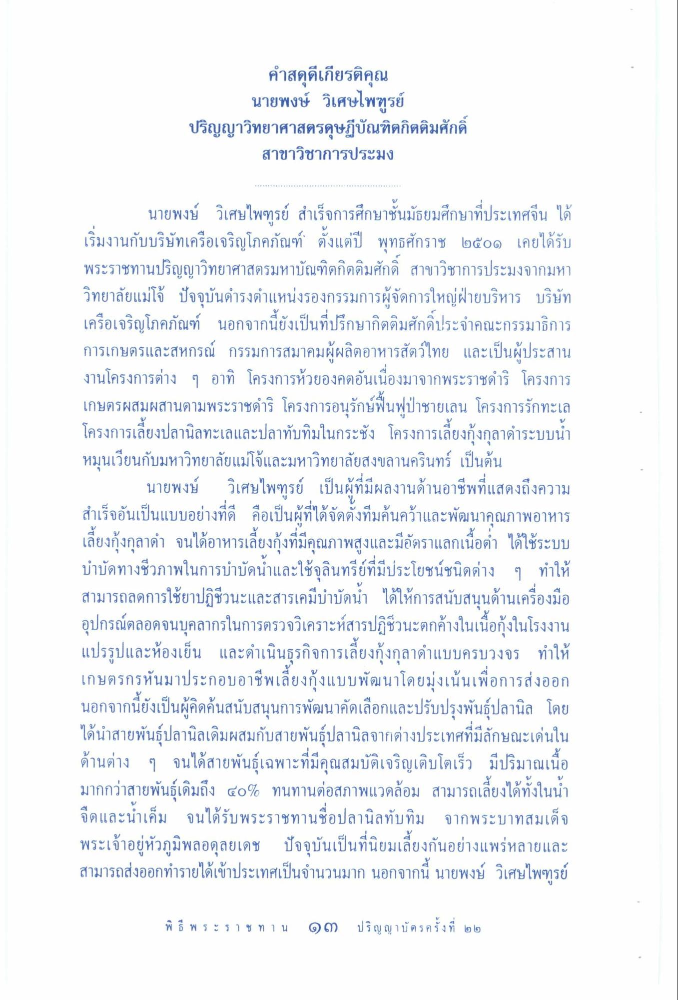 คำสดุดีเกียรติคุณ
นายพงษ์ วิเศษไพฑูรย์
ปริญญาวิทยาศาสตรดุษฎีบัณฑิตกิตติมศักดิ์
สาขาวิชาการประมง
นายพงษ์ วิเศษไพฑูรย์ สำเร็จการศึกษาชั้นมัธยมศึกษาที่ประเทศจีน ได้
เริ่มงานกับบริษัทเครือเจริญโภคภัณฑ์ ตั้งแต่ปี พุทธศักราช ๒๕๐๑ เคยได้รับ
พระราชทานปริญญาวิทยาศาสตรมหาบัณฑิตกิตติมศักดิ์ สาขาวิชาการประมงจากมหา
วิทยาลัยแม่โจ้ ปัจจุบันดำรงตำแหน่งรองกรรมการผู้จัดการใหญ่ฝ่ายบริหาร บริษัท
เครือเจริญโภคภัณฑ์ นอกจากนี้ยังเป็นที่ปรึกษากิตติมศักดิ์ประจำคณะกรรมาธิการ
การเกษตรและสหกรณ์ กรรมการสมาคมผู้ผลิตอาหารสัตว์ไทย และเป็นผู้ประสาน
งานโครงการต่าง ๆ อาทิ โครงการห้วยองคตอันเนื่องมาจากพระราชดำริ โครงการ
เกษตรผสมผสานตามพระราชดำริ โครงการอนุรักษ์ฟื้นฟูป่าชายเลน โครงการรักทะเล
โครงการเลี้ยงปลานิลทะเลและปลาทับทิมในกระชัง โครงการเลี้ยงกุ้งกุลาดำระบบน้ำ
หมุนเวียนกับมหาวิทยาลัยแม่โจ้และมหาวิทยาลัยสงขลานครินทร์ เป็นต้น
นายพงษ์ วิเศษไพฑูรย์ เป็นผู้ที่มีผลงานด้านอาชีพที่แสดงถึงความ
สำเร็จอันเป็นแบบอย่างที่ดี คือเป็นผู้ที่ได้จัดตั้งทีมค้นคว้าและพัฒนาคุณภาพอาหาร
เลี้ยงกุ้งกุลาดำ จนได้อาหารเลี้ยงกุ้งที่มีคุณภาพสูงและมีอัตราแลกเนื้อต่ำ ได้ใช้ระบบ
บำบัดทางชีวภาพในการบำบัดน้ำและใช้จุลินทรีย์ที่มีประโยชน์ชนิดต่าง ๆ ทำให้
สามารถลดการใช้ยาปฏิชีวนะและสารเคมีบำบัดน้ำ ได้ให้การสนับสนุนด้านเครื่องมือ
อุปกรณ์ตลอดจนบุคลากรในการตรวจวิเคราะห์สารปฏิชีวนะตกค้างในเนื้อกุ้งในโรงงาน
แปรรูปและห้องเย็น และดำเนินธุรกิจการเลี้ยงกุ้งกุลาดำแบบครบวงจร ทำให้
เกษตรกรหันมาประกอบอาชีพเลี้ยงกุ้งแบบพัฒนาโดยมุ่งเน้นเพื่อการส่งออก
นอกจากนี้ยังเป็นผู้คิดค้นสนับสนุนการพัฒนาคัดเลือกและปรับปรุงพันธุ์ปลานิล โดย
ได้นำสายพันธุ์ปลานิลเดิมผสมกับสายพันธุ์ปลานิลจากต่างประเทศที่มีลักษณะเด่นใน
ด้านต่าง ๆ จนได้สายพันธุ์เฉพาะที่มีคุณสมบัติเจริญเติบโตเร็ว มีปริมาณเนื้อ
มากกว่าสายพันธุ์เดิมถึง ๔๐% ทนทานต่อสภาพแวดล้อม สามารถเลี้ยงได้ทั้งในน้ำ
จืดและน้ำเค็ม จนได้รับพระราชทานชื่อปลานิลทับทิม จากพระบาทสมเด็จ
พระเจ้าอยู่หัวภูมิพลอดุลยเดช ปัจจุบันเป็นที่นิยมเลี้ยงกันอย่างแพร่หลายและ
สามารถส่งออกทำรายได้เข้าประเทศเป็นจำนวนมาก นอกจากนี้ นายพงษ์ วิเศษไพฑูรย์
พิธีพระราชทาน ๑๓ ปริญญาบัตรครั้งที่ ๒๒